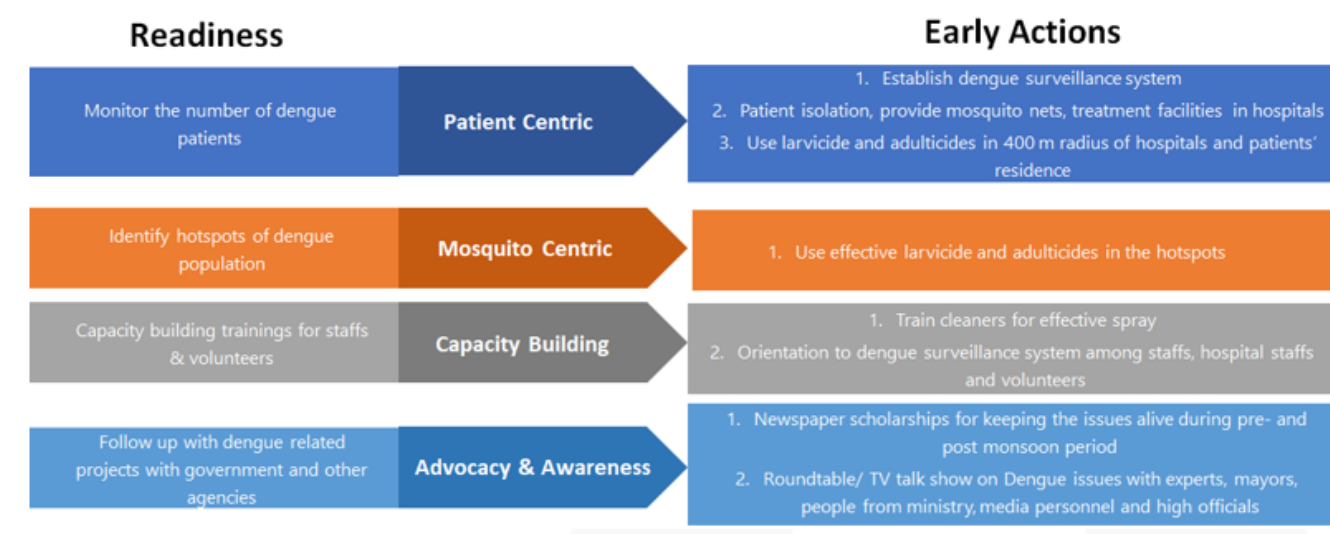 Readiness
Early Actions
Monitor the number of dengue
patients
Patient Centric
1. Establish dengue surveillance system
2. Patient isolation, provide mosquito nets, treatment facilities in hospitals
3. Use larvicide and adulticides in 400 m radius of hospitals and patients'
residence
Identify hotspots of dengue
population
Mosquito Centric
1. Use effective larvicide and adulticides in the hotspots
Capacity building trainings for staffs
& volunteers
Capacity Building
1. Train cleaners for effective spray
2. Orientation to dengue surveillance system among staffs, hospital staffs
and volunteers
Follow up with dengue related
projects with government and other
agencies
Advocacy & Awareness
1. Newspaper scholarships for keeping the issues alive during pre- and
post monsoon period
2. Roundtable/ TV talk show on Dengue issues with experts, mayors,
people from ministry, media personnel and high officials